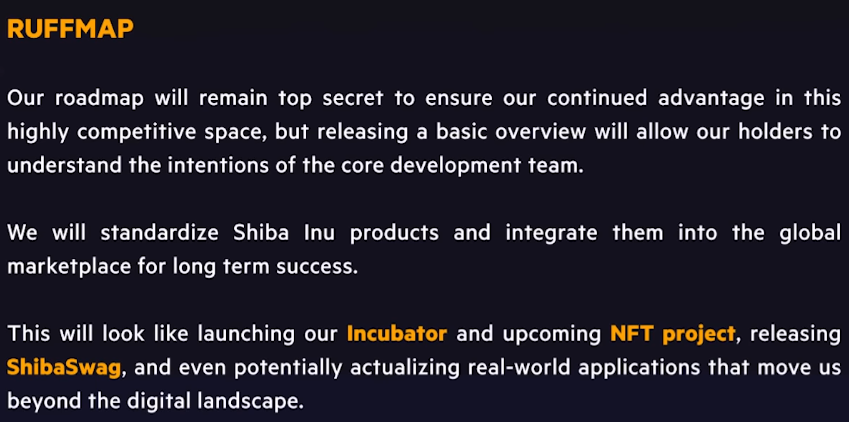 RUFFMAP
Our roadmap will remain top secret to ensure our continued advantage in this
highly competitive space, but releasing a basic overview will allow our holders to
understand the intentions of the core development team.
We will standardize Shiba Inu products and integrate them into the global
marketplace for long term success.
This will look like launching our Incubator and upcoming NFT project, releasing
ShibaSwag, and even potentially actualizing real-world applications that move us
beyond the digital landscape.